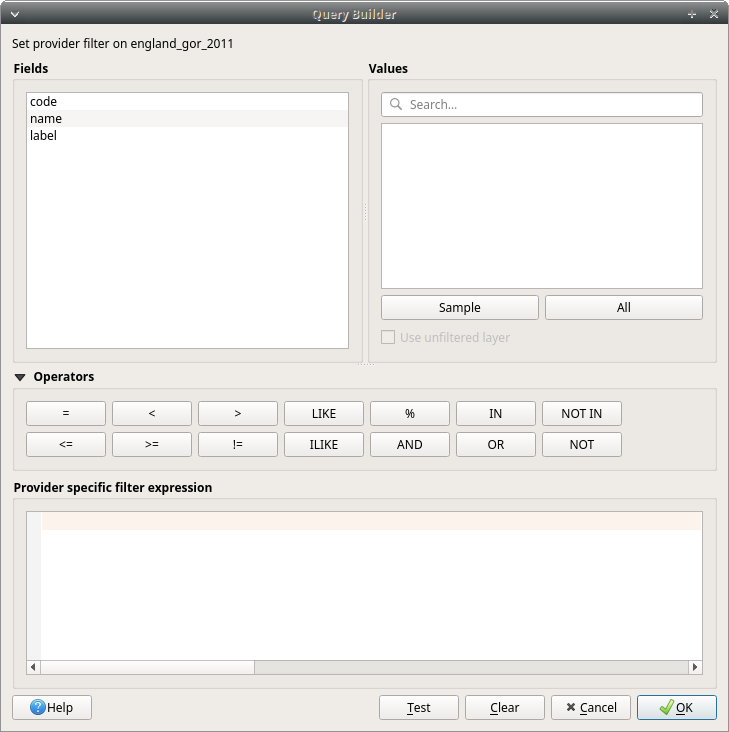 Query Builder
Set provider filter on england_gor_2011
Fields
Values
code
name
label
Search...
Sample
All
Use unfiltered layer
Operators
= < > LIKE % IN NOT IN
<= >= != ILIKE AND OR NOT
Provider specific filter expression
Help Test Clear Cancel OK